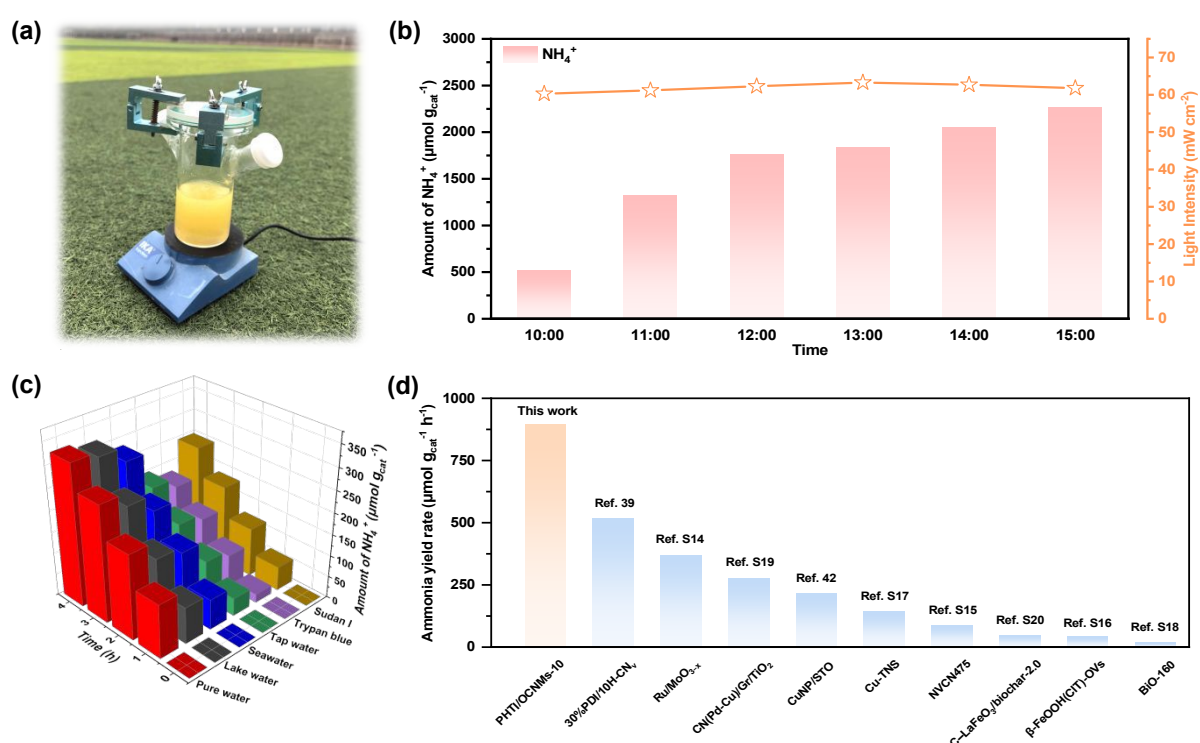 (a)
IKA
(b)
NH₄⁺
3000
2500
2000
1500
1000
500
0
Amount of NH₄⁺ (μmol g_cat⁻¹)
70
60
50
40
30
20
10
0
Light Intensity (mW cm⁻²)
10:00 11:00 12:00 13:00 14:00 15:00
Time
(c)
350
300
250
200
150
100
50
0
Amount of NH₄⁺ (μmol g_cat⁻¹)
4 3 2 1 0
Time (h)
Sudan I
Trypan blue
Tap water
Seawater
Lake water
Pure water
(d)
1000
750
500
250
0
Ammonia yield rate (μmol g_cat⁻¹ h⁻¹)
This work
Ref. 39
Ref. S14
Ref. S19
Ref. 42
Ref. S17
Ref. S15
Ref. S20
Ref. S16
Ref. S18
PHTI/OCNMs-10
30%PDI/10H-CNᵥ
Ru/MoO₃₋ₓ
CN(Pd-Cu)/Gr/TiO₂
CuNP/STO
Cu-TNS
NVCN475
C–LaFeO₃/biochar-2.0
β-FeOOH(CIT)-OVs
BiO-160